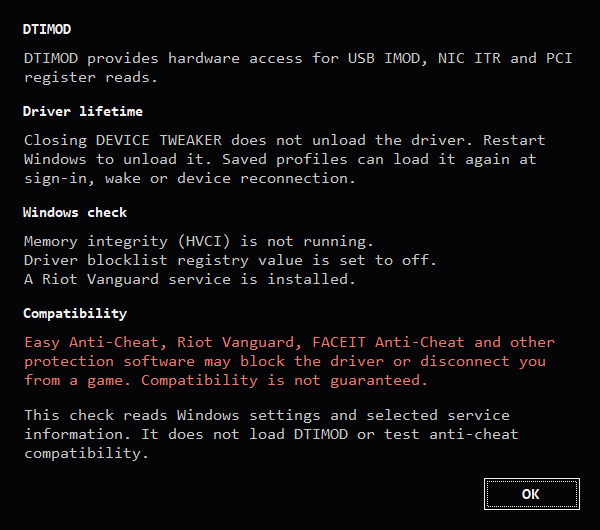 DTIMOD
DTIMOD provides hardware access for USB IMOD, NIC ITR and PCI
register reads.
Driver lifetime
Closing DEVICE TWEAKER does not unload the driver. Restart
Windows to unload it. Saved profiles can load it again at
sign-in, wake or device reconnection.
Windows check
Memory integrity (HVCI) is not running.
Driver blocklist registry value is set to off.
A Riot Vanguard service is installed.
Compatibility
Easy Anti-Cheat, Riot Vanguard, FACEIT Anti-Cheat and other
protection software may block the driver or disconnect you
from a game. Compatibility is not guaranteed.
This check reads Windows settings and selected service
information. It does not load DTIMOD or test anti-cheat
compatibility.
OK